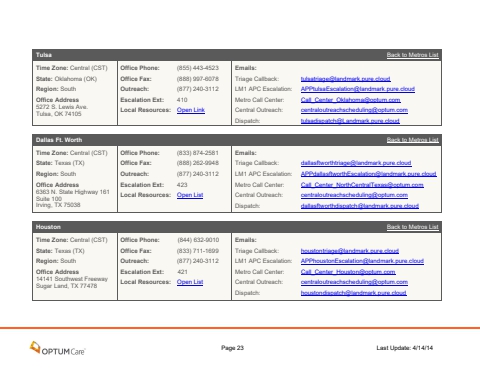 Tulsa Back to Metros List
Time Zone: Central (CST) Office Phone: (855) 443-4523 Emails:
State: Oklahoma (OK) Office Fax: (888) 997-6078 Triage Callback: tulsatriage@landmark.pure.cloud
Region: South Outreach: (877) 240-3112 LM1 APC Escalation: APPtulsaEscalation@landmark.pure.cloud
Office Address Escalation Ext: 410 Metro Call Center: Call_Center_Oklahoma@optum.com
5272 S. Lewis Ave. Local Resources: Open Link Central Outreach: centraloutreachscheduling@optum.com
Tulsa, OK 74105
Dispatch: tulsadispatch@Landmark.pure.cloud
Dallas Ft. Worth Back to Metros List
Time Zone: Central (CST) Office Phone: (833) 874-2581 Emails:
State: Texas (TX) Office Fax: (888) 262-9948 Triage Callback: dallasftworthtriage@landmark.pure.cloud
Region: South Outreach: (877) 240-3112 LM1 APC Escalation: APPdallasftworthEscalation@landmark.pure.cloud
Office Address Escalation Ext: 423 Metro Call Center: Call_Center_NorthCentralTexas@optum.com
6363 N. State Highway 161 Local Resources: Open List Central Outreach: centraloutreachscheduling@optum.com
Suite 100
Irving, TX 75038 Dispatch: dallasftworthdispatch@landmark.pure.cloud
Houston Back to Metros List
Time Zone: Central (CST) Office Phone: (844) 632-9010 Emails:
State: Texas (TX) Office Fax: (833) 711-1699 Triage Callback: houstontriage@landmark.pure.cloud
Region: South Outreach: (877) 240-3112 LM1 APC Escalation: APPhoustonEscalation@landmark.pure.cloud
Office Address Escalation Ext: 421 Metro Call Center: Call_Center_Houston@optum.com
14141 Southwest Freeway Local Resources: Open List Central Outreach: centraloutreachscheduling@optum.com
Sugar Land, TX 77478
Dispatch: houstondispatch@landmark.pure.cloud
OPTUMCare Page 23 Last Update: 4/14/14